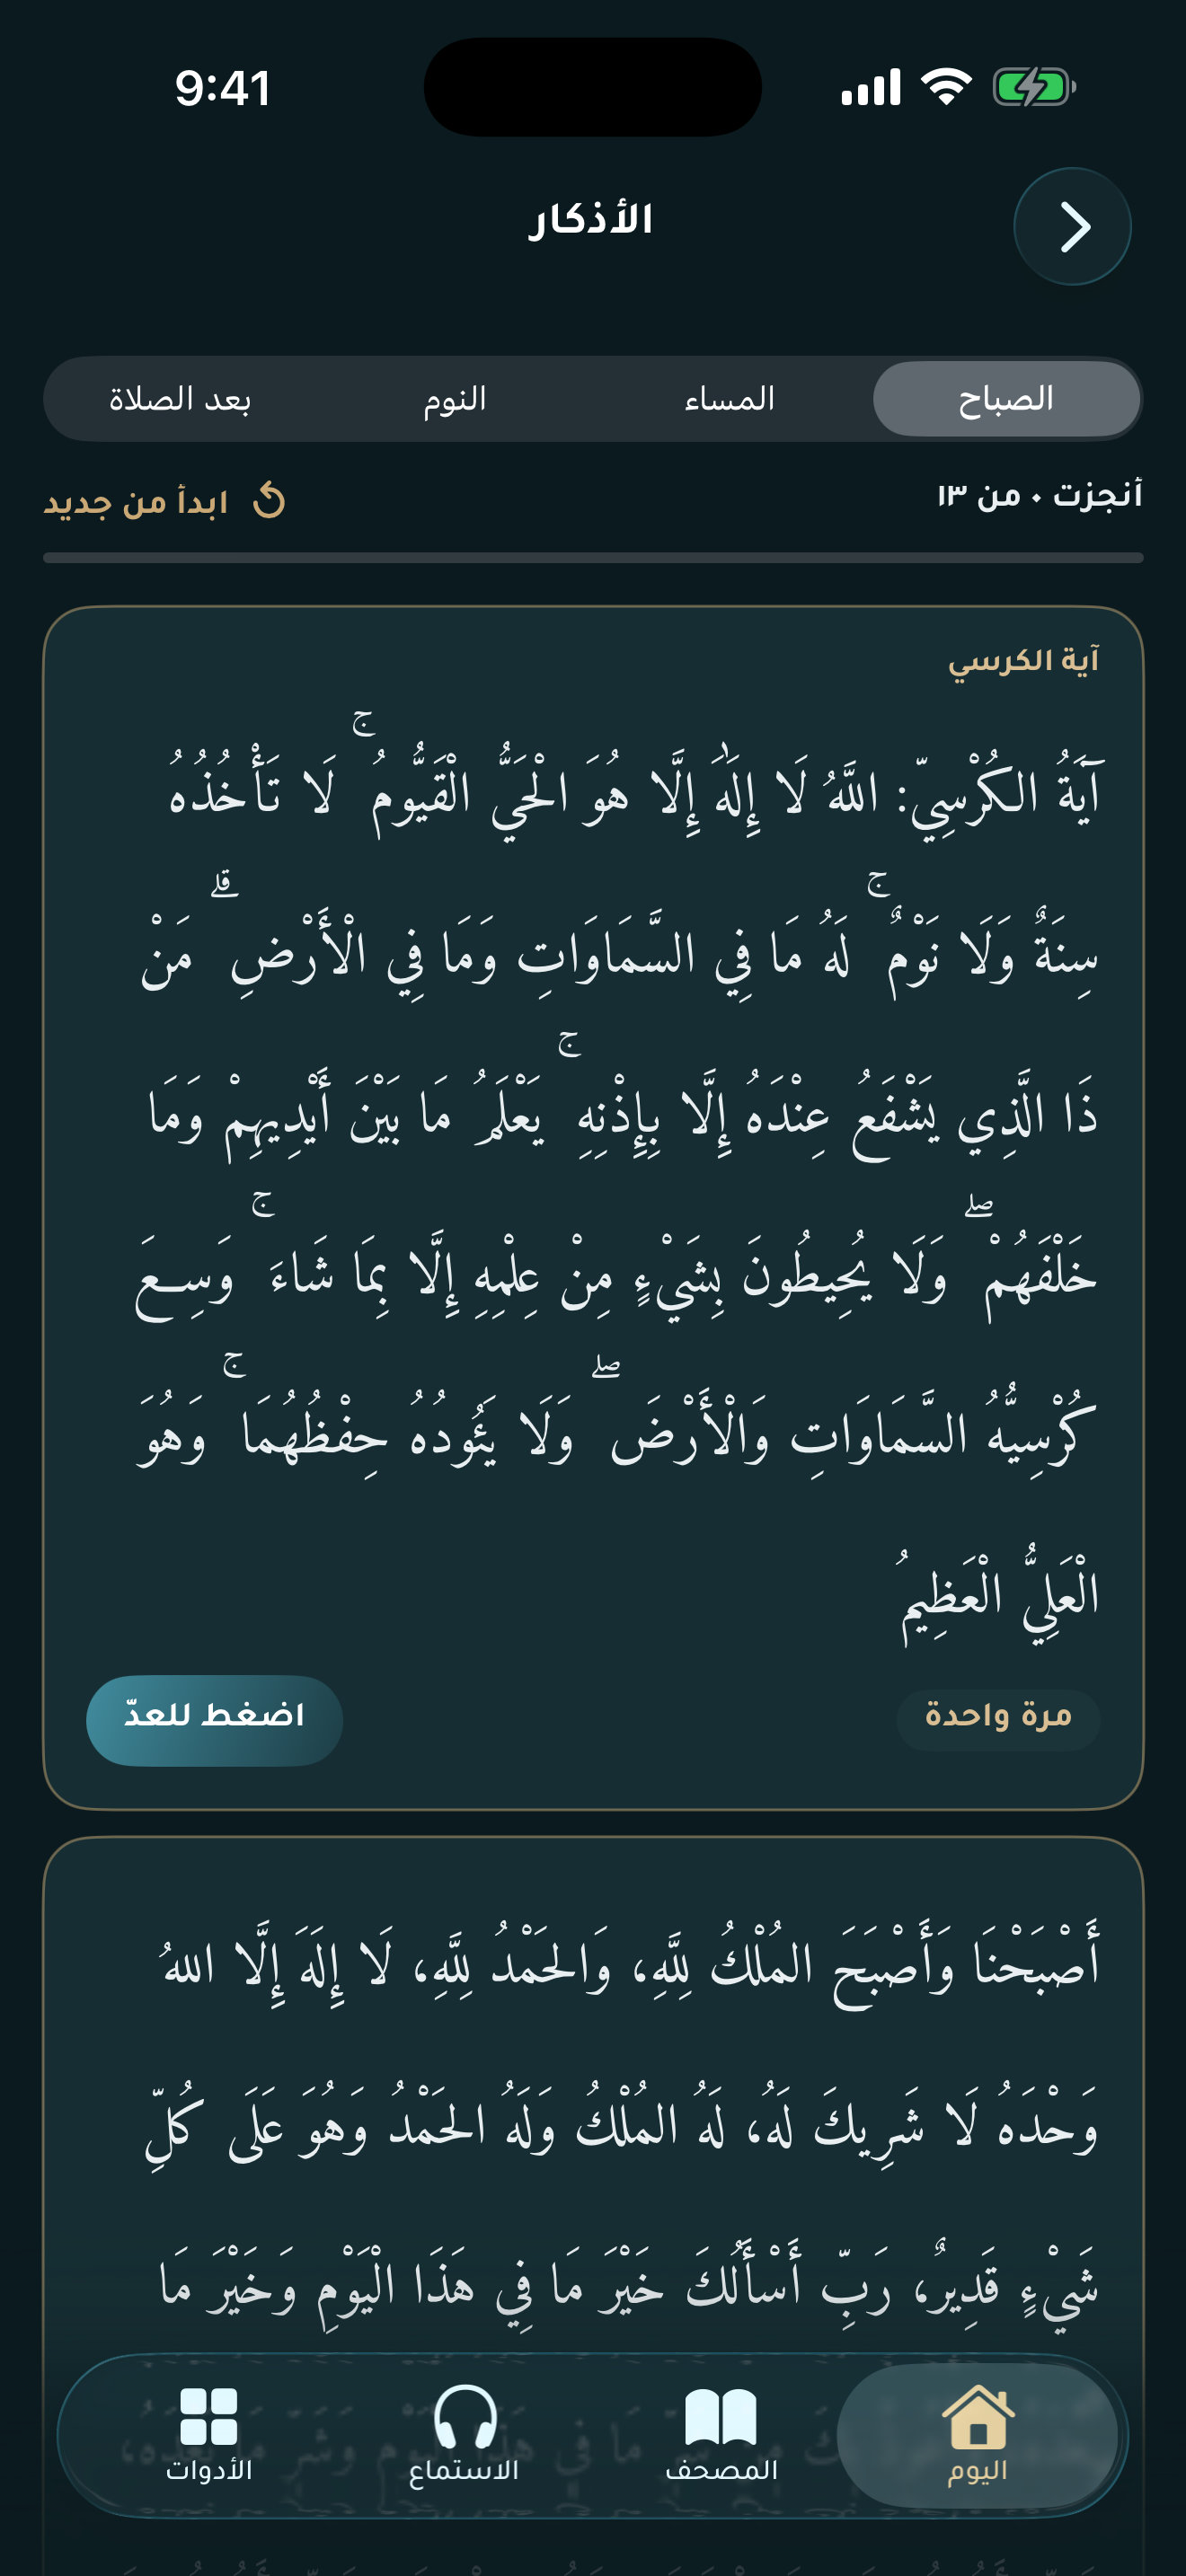 9:41
الأذكار
الصباح
المساء
النوم
بعد الصلاة
أنجزت ٠ من ١٣
ابدأ من جديد
آية الكرسي
آيَةُ الكُرْسِيّ: اللَّهُ لَا إِلَٰهَ إِلَّا هُوَ الْحَيُّ الْقَيُّومُ ۚ لَا تَأْخُذُهُ
سِنَةٌ وَلَا نَوْمٌ ۚ لَهُ مَا فِي السَّمَاوَاتِ وَمَا فِي الْأَرْضِ ۗ مَنْ
ذَا الَّذِي يَشْفَعُ عِنْدَهُ إِلَّا بِإِذْنِهِ ۚ يَعْلَمُ مَا بَيْنَ أَيْدِيهِمْ وَمَا
خَلْفَهُمْ ۖ وَلَا يُحِيطُونَ بِشَيْءٍ مِنْ عِلْمِهِ إِلَّا بِمَا شَاءَ ۚ وَسِعَ
كُرْسِيُّهُ السَّمَاوَاتِ وَالْأَرْضَ ۖ وَلَا يَئُودُهُ حِفْظُهُمَا ۚ وَهُوَ
الْعَلِيُّ الْعَظِيمُ
مرة واحدة
اضغط للعدّ
أَصْبَحْنَا وَأَصْبَحَ المُلْكُ لِلَّهِ، وَالحَمْدُ لِلَّهِ، لَا إِلَهَ إِلَّا اللهُ
وَحْدَهُ لَا شَرِيكَ لَهُ، لَهُ المُلْكُ وَلَهُ الحَمْدُ وَهُوَ عَلَى كُلِّ
شَيْءٍ قَدِيرٌ، رَبِّ أَسْأَلُكَ خَيْرَ مَا فِي هَذَا الْيَوْمِ وَخَيْرَ مَا
اليوم
المصحف
الاستماع
الأدوات